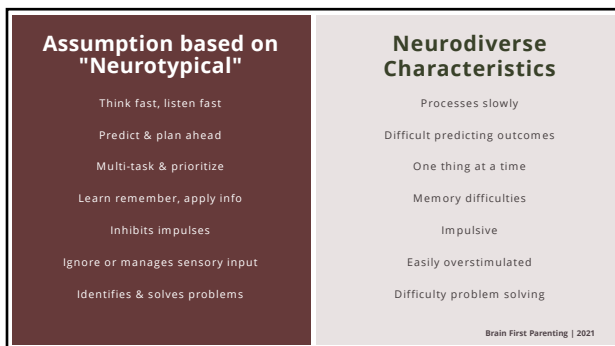 Assumption based on
"Neurotypical"
Think fast, listen fast
Predict & plan ahead
Multi-task & prioritize
Learn remember, apply info
Inhibits impulses
Ignore or manages sensory input
Identifies & solves problems
Neurodiverse
Characteristics
Processes slowly
Difficult predicting outcomes
One thing at a time
Memory difficulties
Impulsive
Easily overstimulated
Difficulty problem solving
Brain First Parenting | 2021